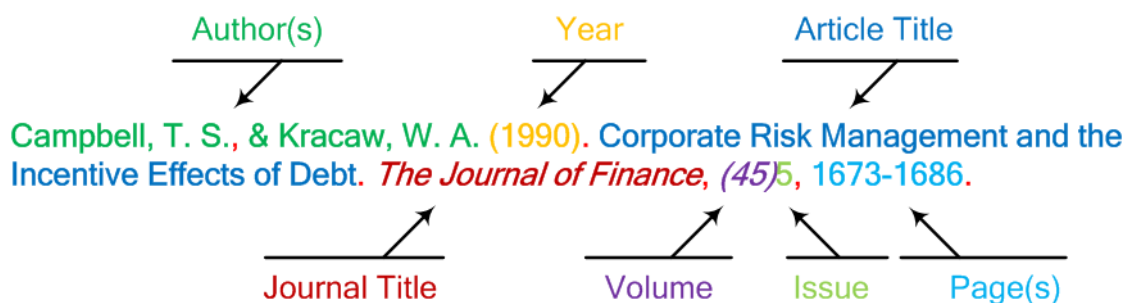 Author(s) Year Article Title
Campbell, T. S., & Kracaw, W. A. (1990). Corporate Risk Management and the
Incentive Effects of Debt. The Journal of Finance, (45)5, 1673-1686.
Journal Title Volume Issue Page(s)